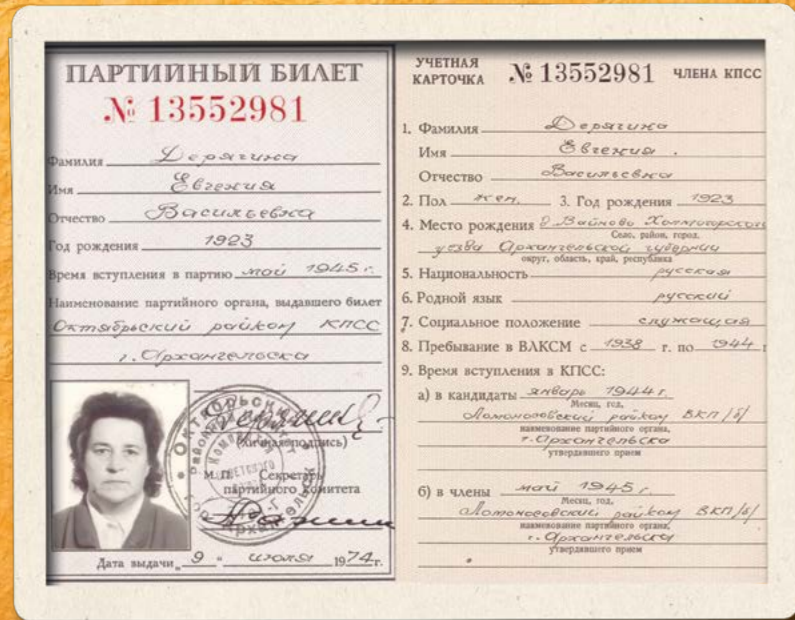 ПАРТИЙНЫЙ БИЛЕТ
№ 13552981
Фамилия Дерягина
Имя Евгения
Отчество Васильевна
Год рождения 1923
Время вступления в партию май 1945 г.
Наименование партийного органа, выдавшего билет
Октябрьский райком КПСС
г. Архангельска
(личная подпись)
М.П. Секретарь
партийного комитета
Дата выдачи „9“ июля 1974 г.
УЧЕТНАЯ
КАРТОЧКА № 13552981 ЧЛЕНА КПСС
1. Фамилия Дерягина
Имя Евгения.
Отчество Васильевна
2. Пол жен. 3. Год рождения 1923
4. Место рождения д Вайново Холмогорского
Село, район, город,
уезда Архангельской губернии
округ, область, край, республика
5. Национальность русская
6. Родной язык русский
7. Социальное положение служащая
8. Пребывание в ВЛКСМ с 1938 г. по 1944 г
9. Время вступления в КПСС:
а) в кандидаты январь 1944 г.
Месяц, год,
Ломоносовский райком ВКП/б/
наименование партийного органа,
г. Архангельска
утвердившего прием
б) в члены май 1945 г.
Месяц, год,
Ломоносовский райком ВКП/б/
наименование партийного органа,
г. Архангельска
утвердившего прием